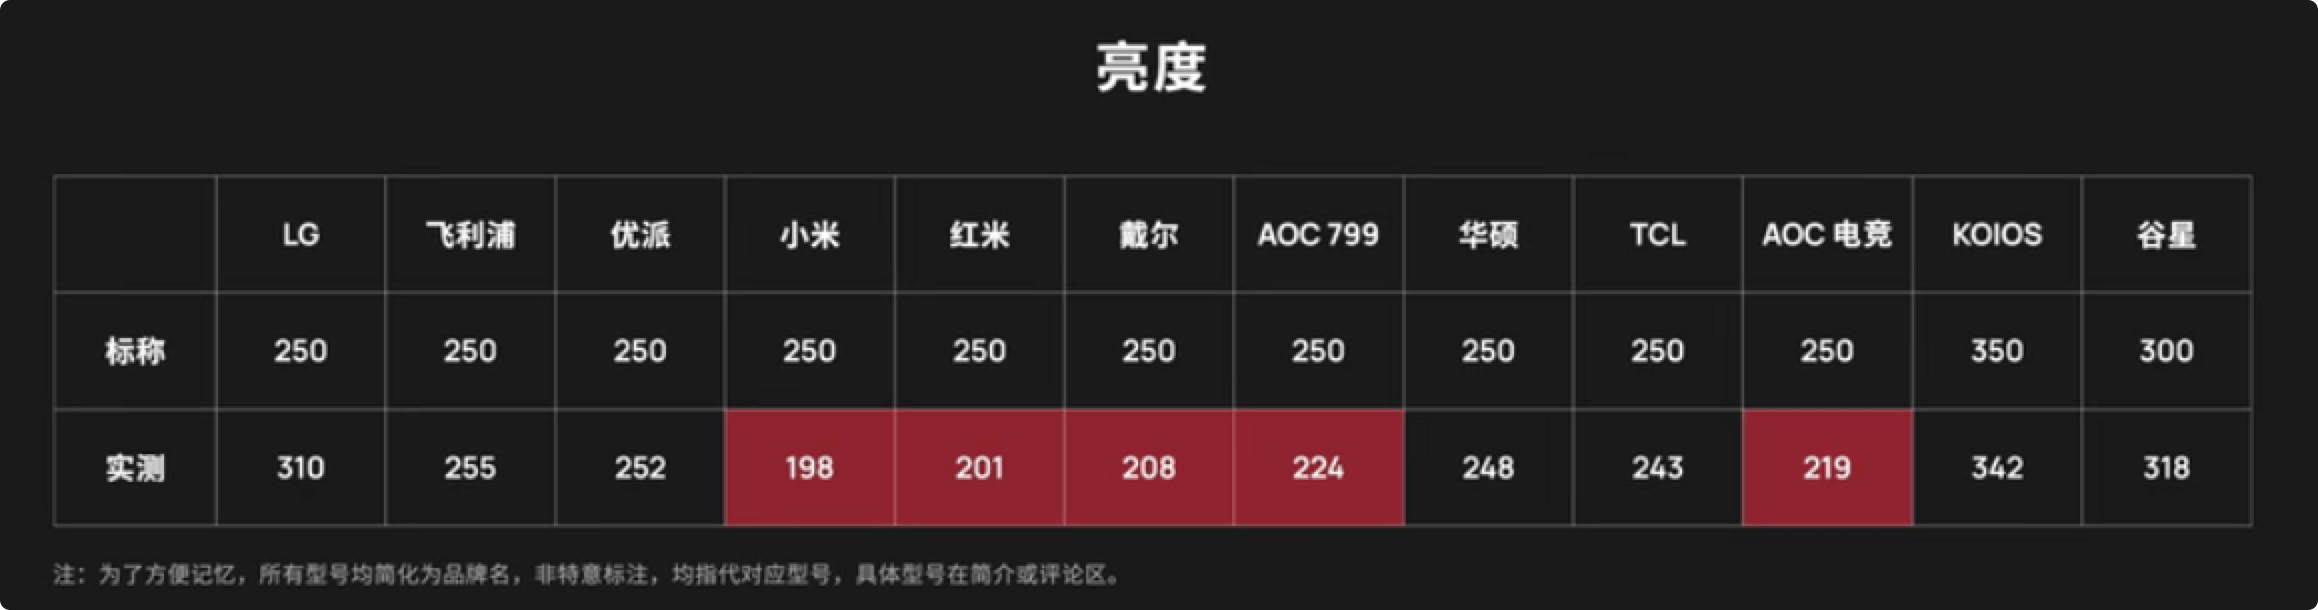 亮度
LG 飞利浦 优派 小米 红米 戴尔 AOC 799 华硕 TCL AOC 电竞 KOIOS 谷星
标称 250 250 250 250 250 250 250 250 250 250 350 300
实测 310 255 252 198 201 208 224 248 243 219 342 318
注：为了方便记忆，所有型号均简化为品牌名，非特意标注，均指代对应型号，具体型号在简介或评论区。